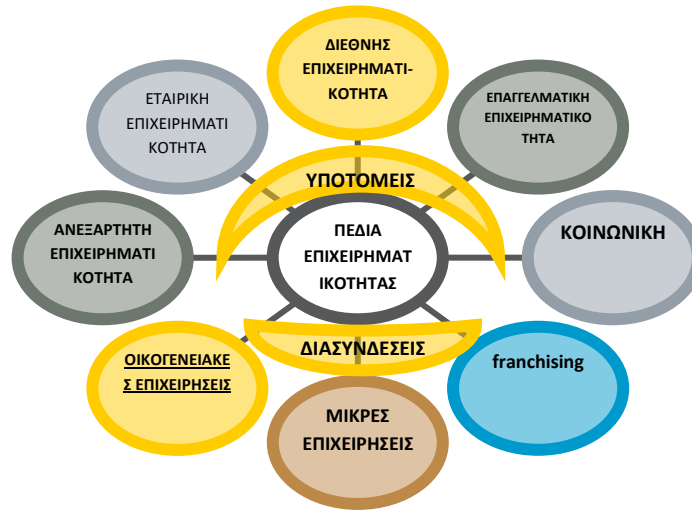 ΔΙΕΘΝΗΣ
ΕΠΙΧΕΙΡΗΜΑΤΙ-
ΚΟΤΗΤΑ
ΕΤΑΙΡΙΚΗ
ΕΠΙΧΕΙΡΗΜΑΤΙ
ΚΟΤΗΤΑ
ΕΠΑΓΓΕΛΜΑΤΙΚΗ
ΕΠΙΧΕΙΡΗΜΑΤΙΚΟ
ΤΗΤΑ
ΥΠΟΤΟΜΕΙΣ
ΑΝΕΞΑΡΤΗΤΗ
ΕΠΙΧΕΙΡΗΜΑΤΙ
ΚΟΤΗΤΑ
ΠΕΔΙΑ
ΕΠΙΧΕΙΡΗΜΑΤ
ΙΚΟΤΗΤΑΣ
ΚΟΙΝΩΝΙΚΗ
ΟΙΚΟΓΕΝΕΙΑΚΕ
Σ ΕΠΙΧΕΙΡΗΣΕΙΣ
ΔΙΑΣΥΝΔΕΣΕΙΣ
franchising
ΜΙΚΡΕΣ
ΕΠΙΧΕΙΡΗΣΕΙΣ